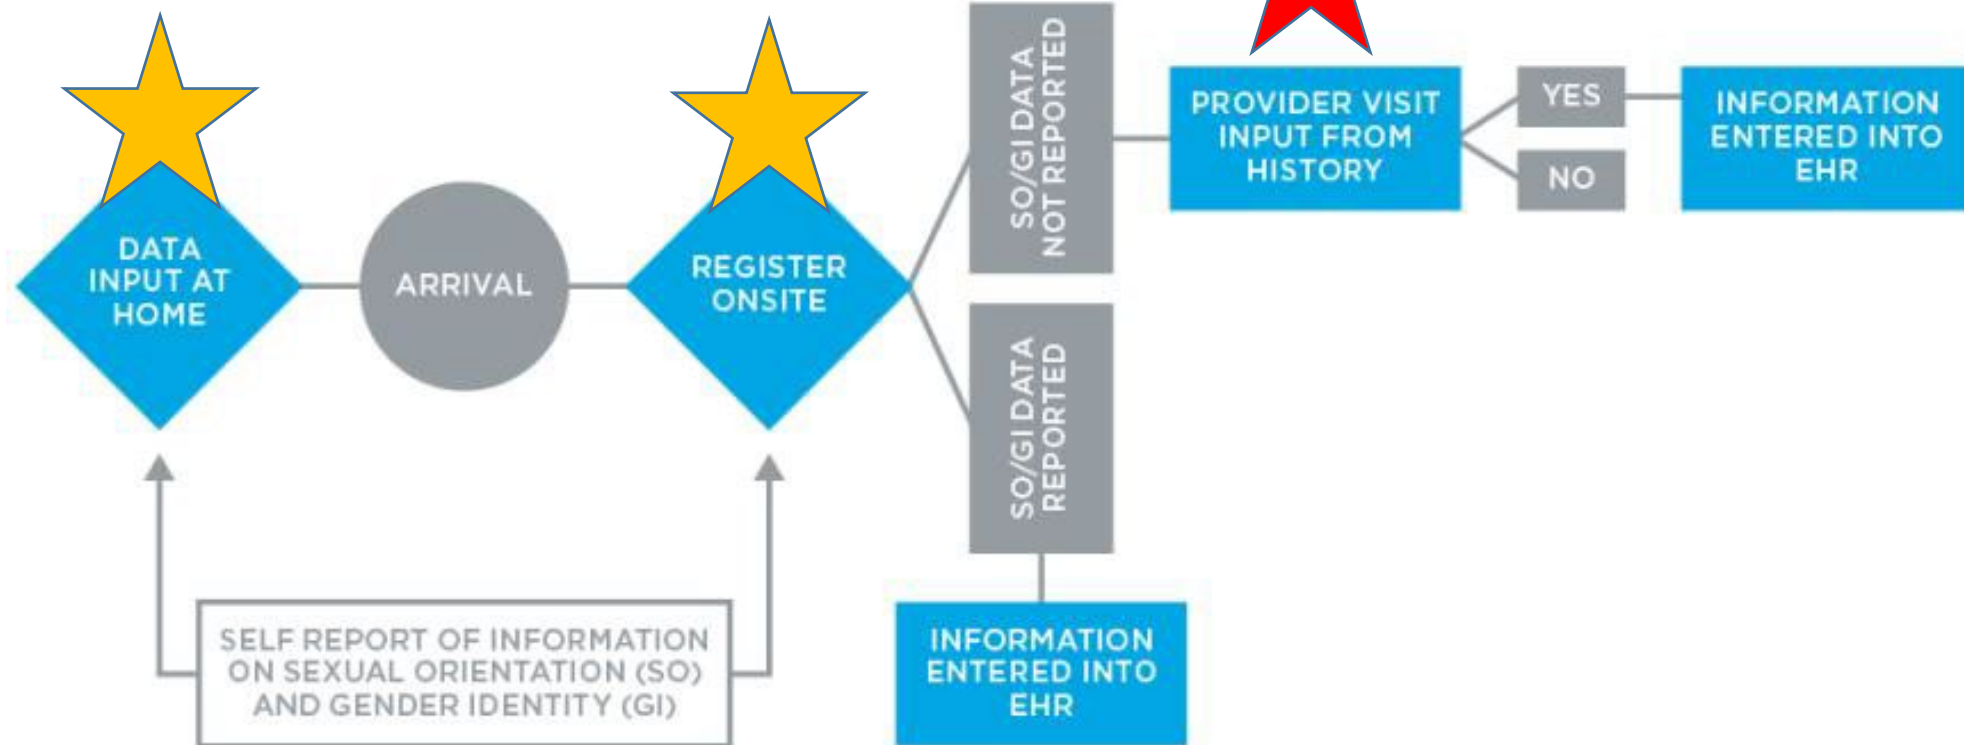 DATA
INPUT AT
HOME
ARRIVAL
REGISTER
ONSITE
SO/GI DATA
NOT REPORTED
PROVIDER VISIT
INPUT FROM
HISTORY
YES
NO
INFORMATION
ENTERED INTO
EHR
SO/GI DATA
REPORTED
INFORMATION
ENTERED INTO
EHR
SELF REPORT OF INFORMATION
ON SEXUAL ORIENTATION (SO)
AND GENDER IDENTITY (GI)